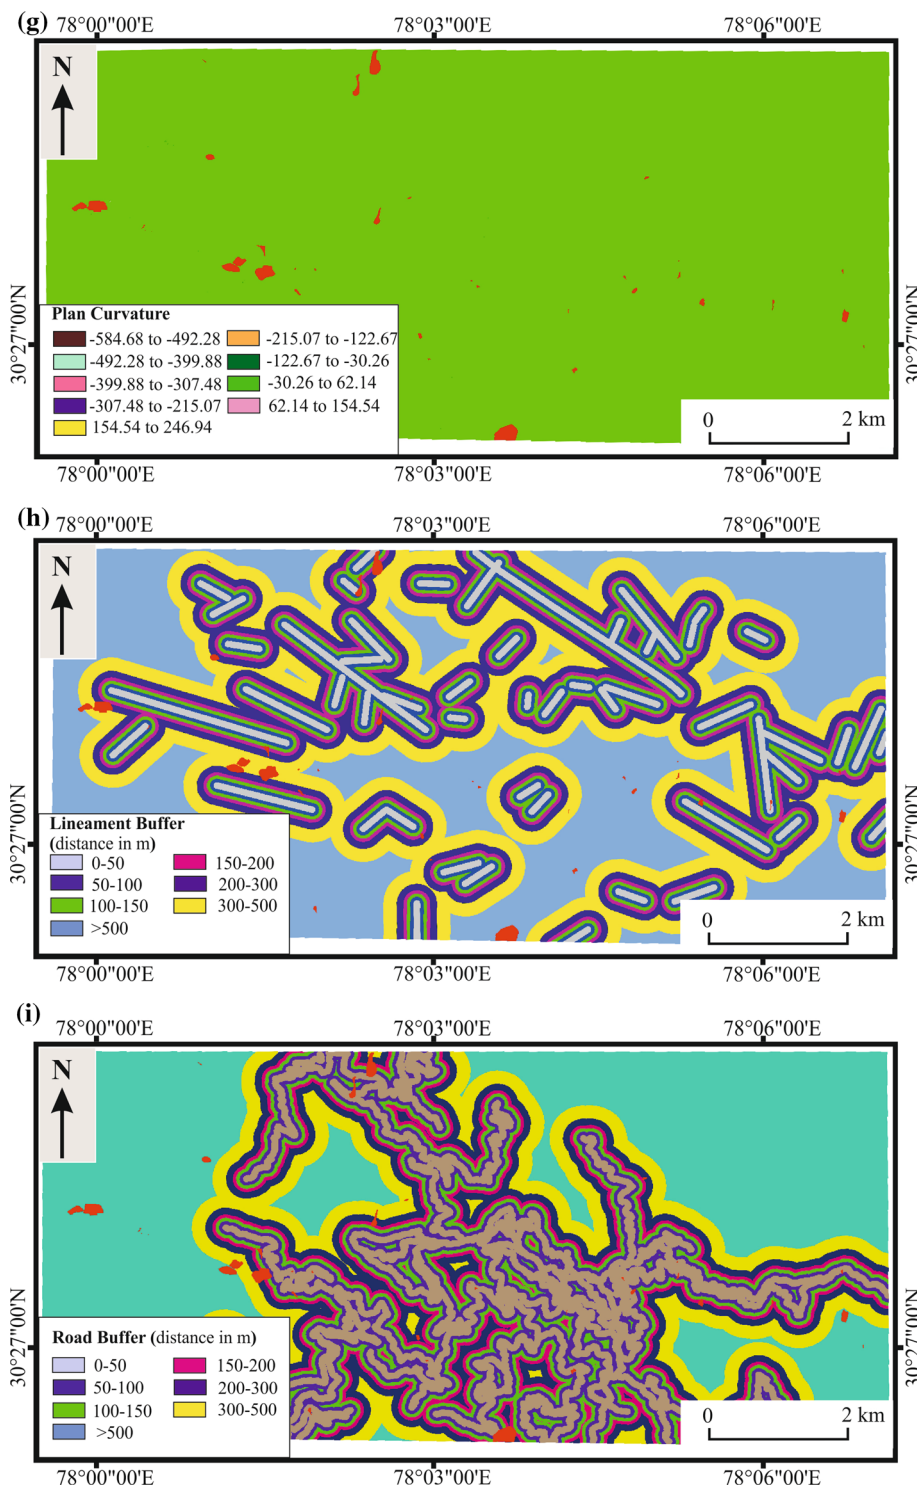 (g)
78°00"00'E 78°03"00'E 78°06"00'E
N
30°27"00'N
30°27"00'N
Plan Curvature
-584.68 to -492.28 -215.07 to -122.67
-492.28 to -399.88 -122.67 to -30.26
-399.88 to -307.48 -30.26 to 62.14
-307.48 to -215.07 62.14 to 154.54
154.54 to 246.94
0 2 km
78°00"00'E 78°03"00'E 78°06"00'E
(h)
78°00"00'E 78°03"00'E 78°06"00'E
N
30°27"00'N
30°27"00'N
Lineament Buffer
(distance in m)
0-50 150-200
50-100 200-300
100-150 300-500
>500
0 2 km
78°00"00'E 78°03"00'E 78°06"00'E
(i)
78°00"00'E 78°03"00'E 78°06"00'E
N
30°27"00'N
30°27"00'N
Road Buffer (distance in m)
0-50 150-200
50-100 200-300
100-150 300-500
>500
0 2 km
78°00"00'E 78°03"00'E 78°06"00'E